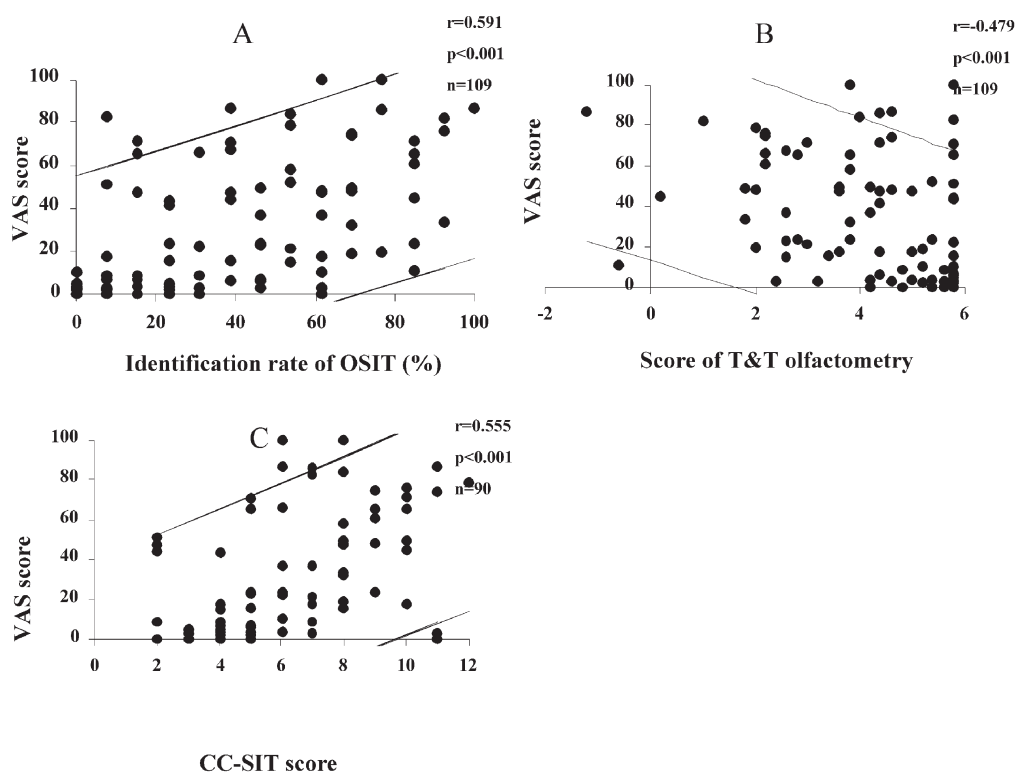 A
r=0.591
p<0.001
n=109
100
80
60
40
20
0
VAS score
0 20 40 60 80 100
Identification rate of OSIT (%)
B
r=-0.479
p<0.001
n=109
100
80
60
40
20
0
VAS score
-2 0 2 4 6
Score of T&T olfactometry
C
r=0.555
p<0.001
n=90
100
80
60
40
20
0
VAS score
0 2 4 6 8 10 12
CC-SIT score